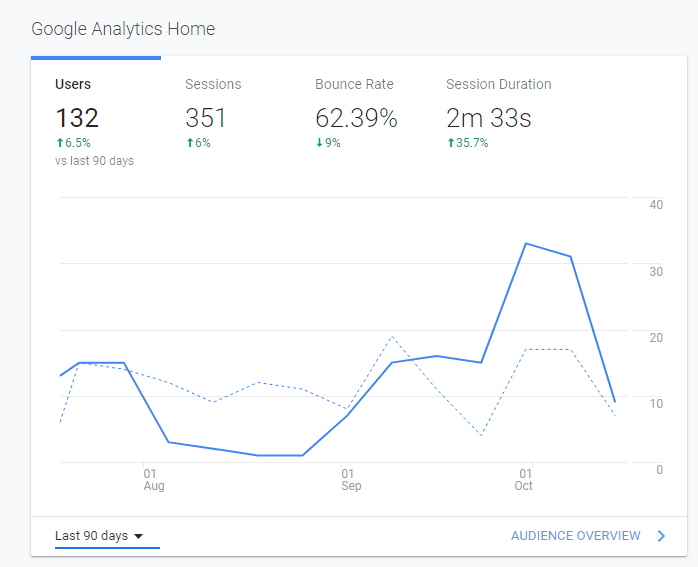 Google Analytics Home
Users
Sessions
Bounce Rate
Session Duration
132
351
62.39%
2m 33s
↑6.5%
↑6%
↓9%
↑35.7%
vs last 90 days
40
30
20
10
0
01
Aug
01
Sep
01
Oct
Last 90 days
AUDIENCE OVERVIEW